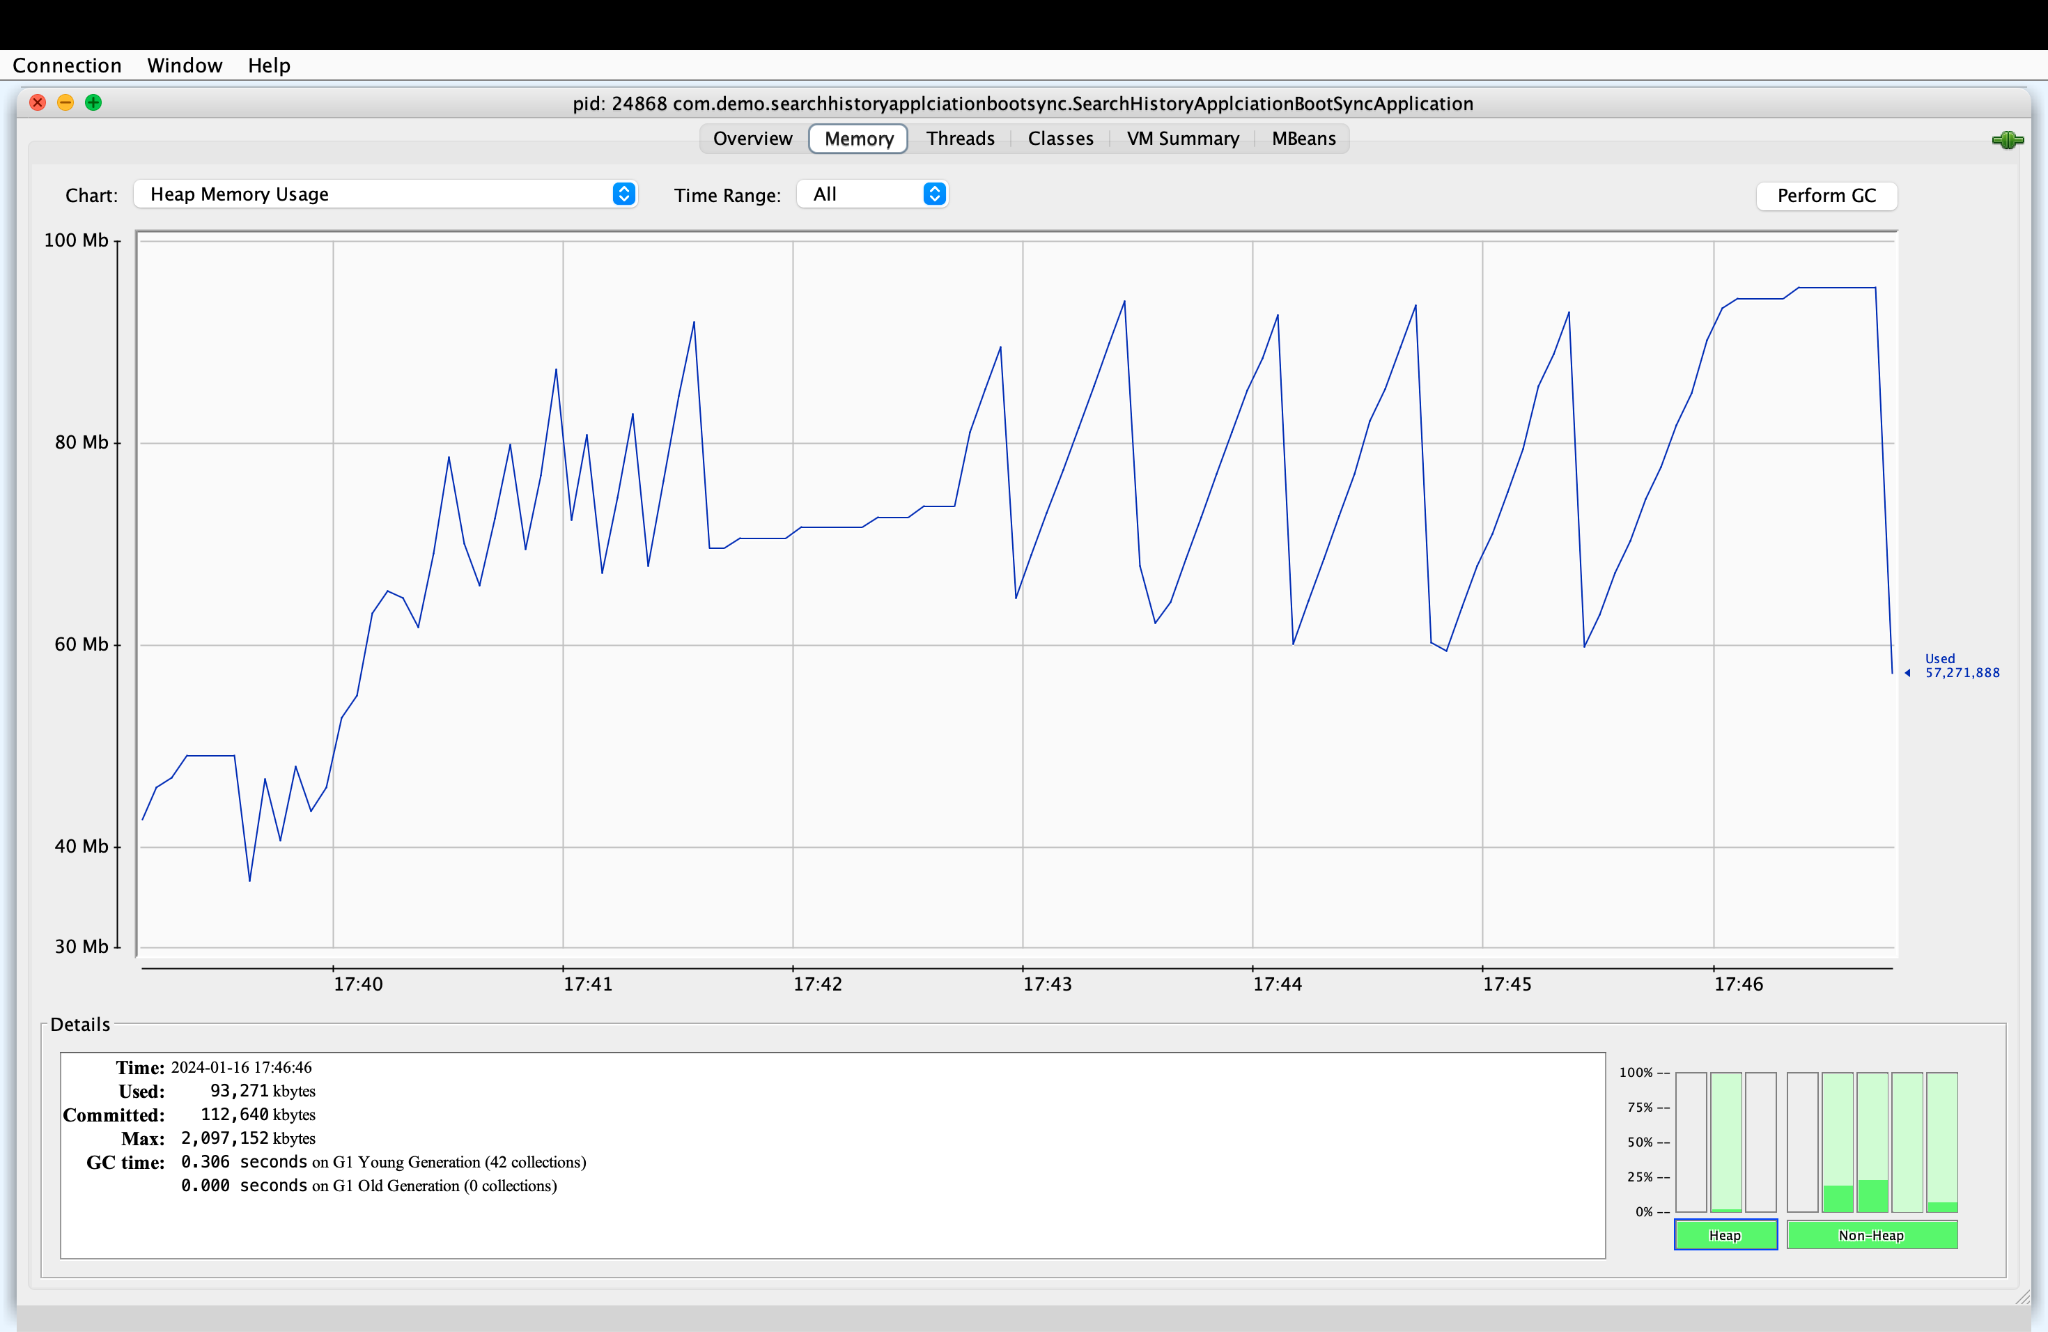 Connection Window Help
pid: 24868 com.demo.searchhistoryapplciationbootsync.SearchHistoryApplciationBootSyncApplication
Overview Memory Threads Classes VM Summary MBeans
Chart: Heap Memory Usage Time Range: All Perform GC
100 Mb
80 Mb
60 Mb
40 Mb
30 Mb
Used
57,271,888
17:40 17:41 17:42 17:43 17:44 17:45 17:46
Details
Time: 2024-01-16 17:46:46
Used: 93,271 kbytes
Committed: 112,640 kbytes
Max: 2,097,152 kbytes
GC time: 0.306 seconds on G1 Young Generation (42 collections)
0.000 seconds on G1 Old Generation (0 collections)
100% --
75% --
50% --
25% --
0% --
Heap Non-Heap